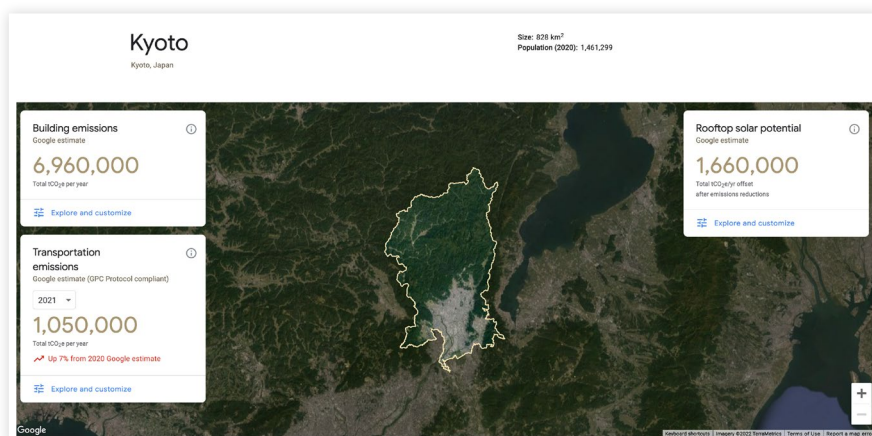 Kyoto
Kyoto, Japan
Size: 828 km²
Population (2020): 1,461,299
Building emissions
Google estimate
6,960,000
Total tCO₂e per year
Explore and customize
Transportation
emissions
Google estimate (GPC Protocol compliant)
2021
1,050,000
Total tCO₂e per year
Up 7% from 2020 Google estimate
Explore and customize
Rooftop solar potential
Google estimate
1,660,000
Total tCO₂e/yr offset
after emissions reductions
Explore and customize
Google
Keyboard shortcuts
Imagery ©2022 TerraMetrics
Terms of Use
Report a map error